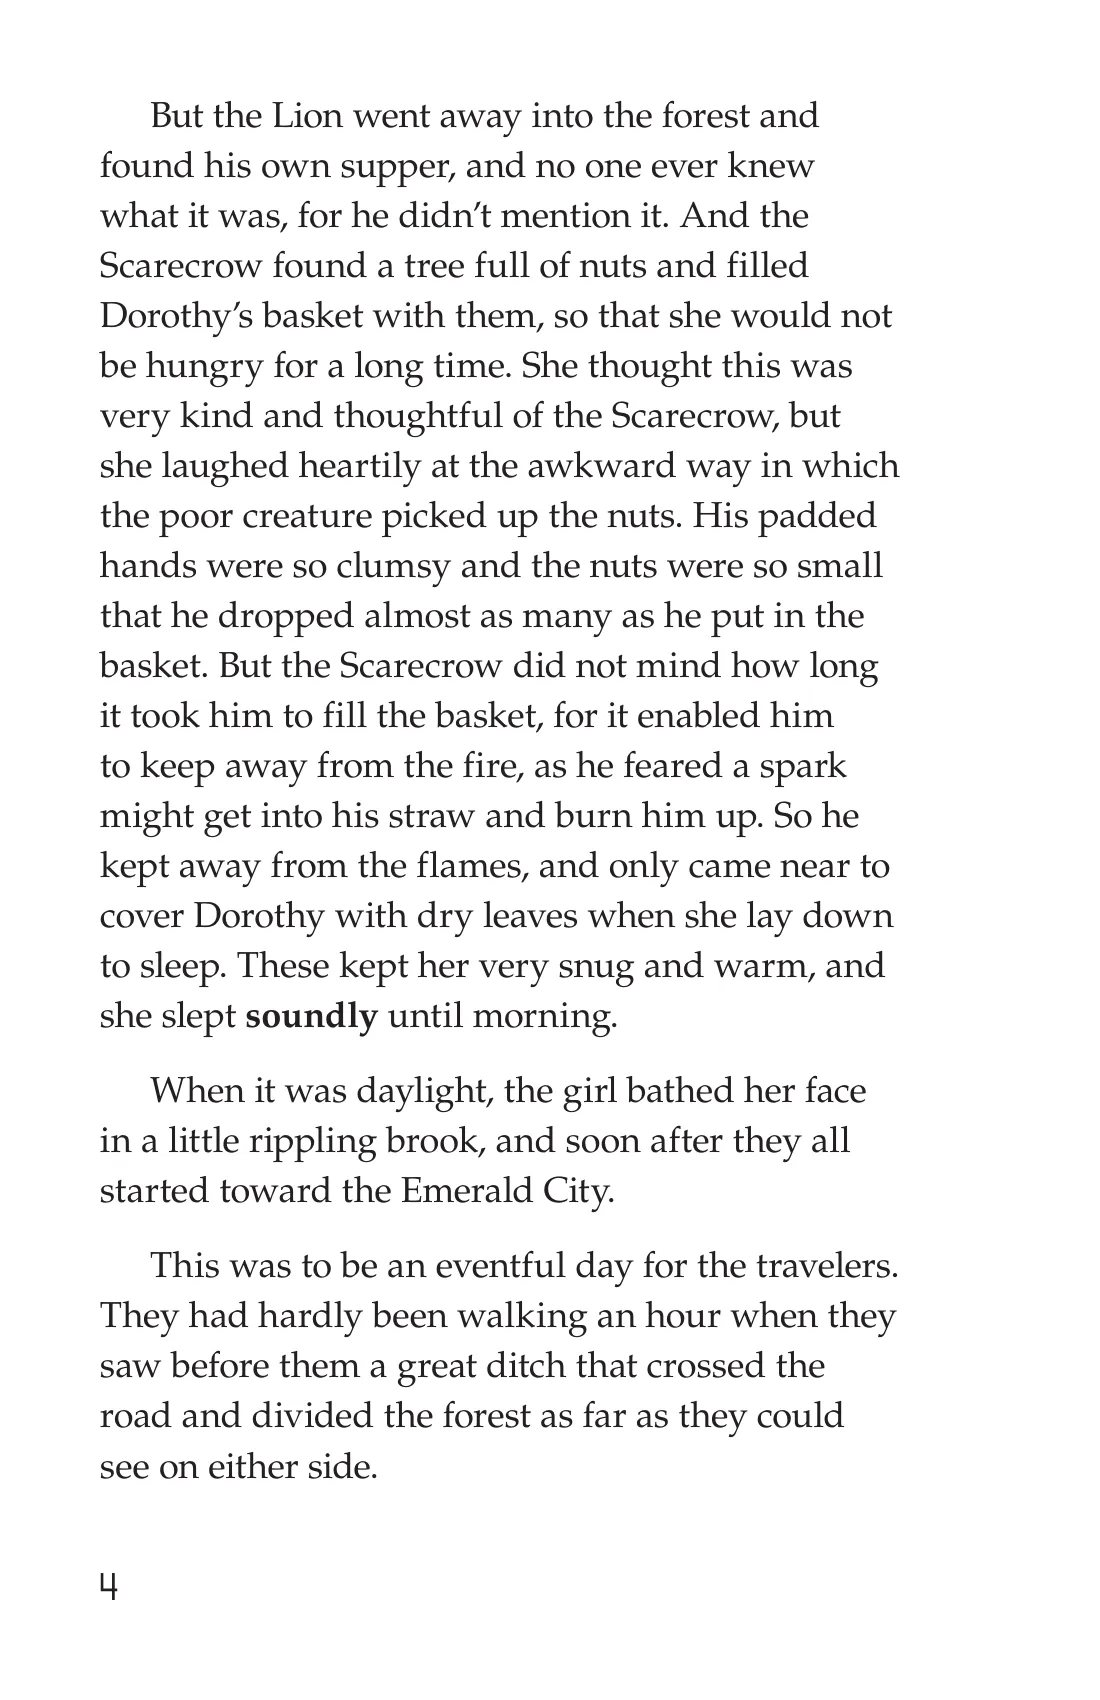 But the Lion went away into the forest and
found his own supper, and no one ever knew
what it was, for he didn’t mention it. And the
Scarecrow found a tree full of nuts and filled
Dorothy’s basket with them, so that she would not
be hungry for a long time. She thought this was
very kind and thoughtful of the Scarecrow, but
she laughed heartily at the awkward way in which
the poor creature picked up the nuts. His padded
hands were so clumsy and the nuts were so small
that he dropped almost as many as he put in the
basket. But the Scarecrow did not mind how long
it took him to fill the basket, for it enabled him
to keep away from the fire, as he feared a spark
might get into his straw and burn him up. So he
kept away from the flames, and only came near to
cover Dorothy with dry leaves when she lay down
to sleep. These kept her very snug and warm, and
she slept soundly until morning.
When it was daylight, the girl bathed her face
in a little rippling brook, and soon after they all
started toward the Emerald City.
This was to be an eventful day for the travelers.
They had hardly been walking an hour when they
saw before them a great ditch that crossed the
road and divided the forest as far as they could
see on either side.
4